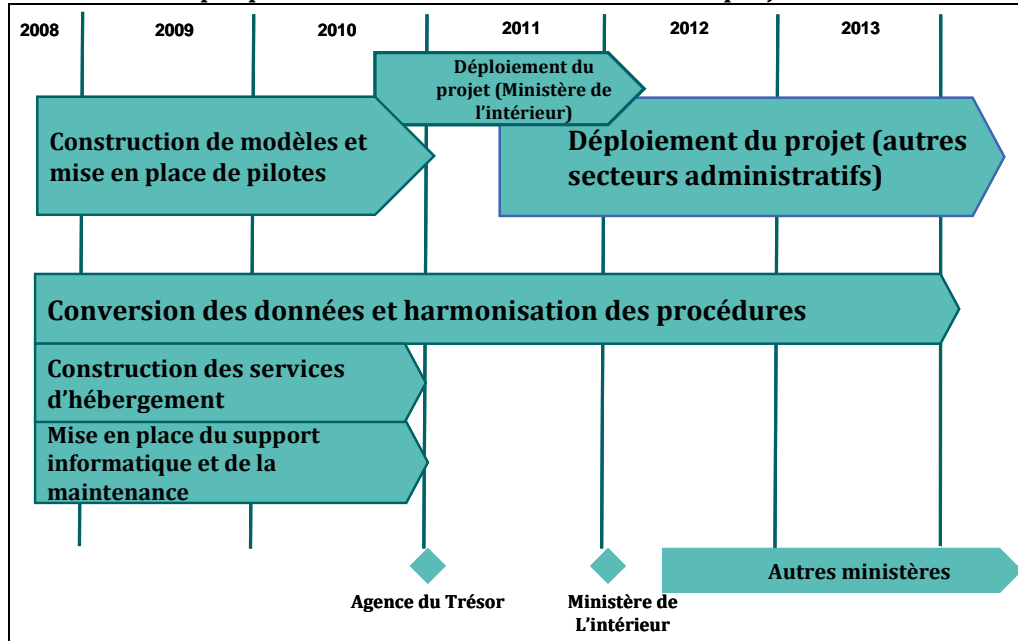 2008 2009 2010 2011 2012 2013
Déploiement du
projet (Ministère de
l'intérieur)
Construction de modèles et
mise en place de pilotes
Déploiement du projet (autres
secteurs administratifs)
Conversion des données et harmonisation des procédures
Construction des services
d'hébergement
Mise en place du support
informatique et de la
maintenance
Autres ministères
Agence du Trésor
Ministère de
L'intérieur